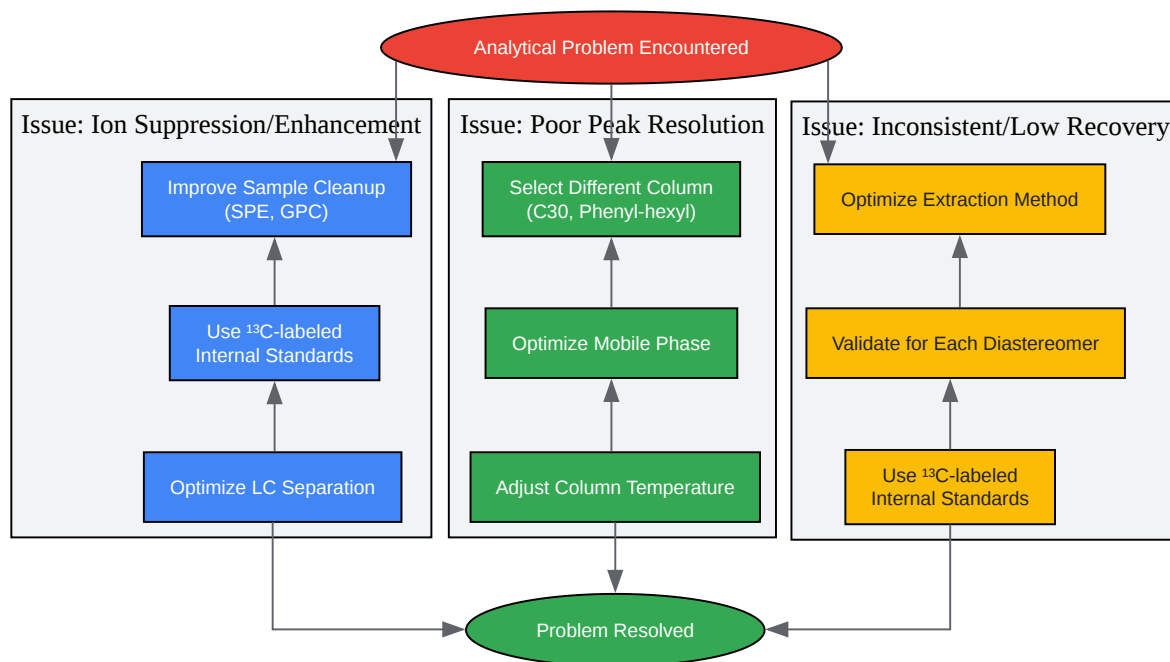 Analytical Problem Encountered
Issue: Ion Suppression/Enhancement
Improve Sample Cleanup
(SPE, GPC)
Use ¹³C-labeled
Internal Standards
Optimize LC Separation
Issue: Poor Peak Resolution
Select Different Column
(C30, Phenyl-hexyl)
Optimize Mobile Phase
Adjust Column Temperature
Issue: Inconsistent/Low Recovery
Optimize Extraction Method
Validate for Each Diastereomer
Use ¹³C-labeled
Internal Standards
Problem Resolved